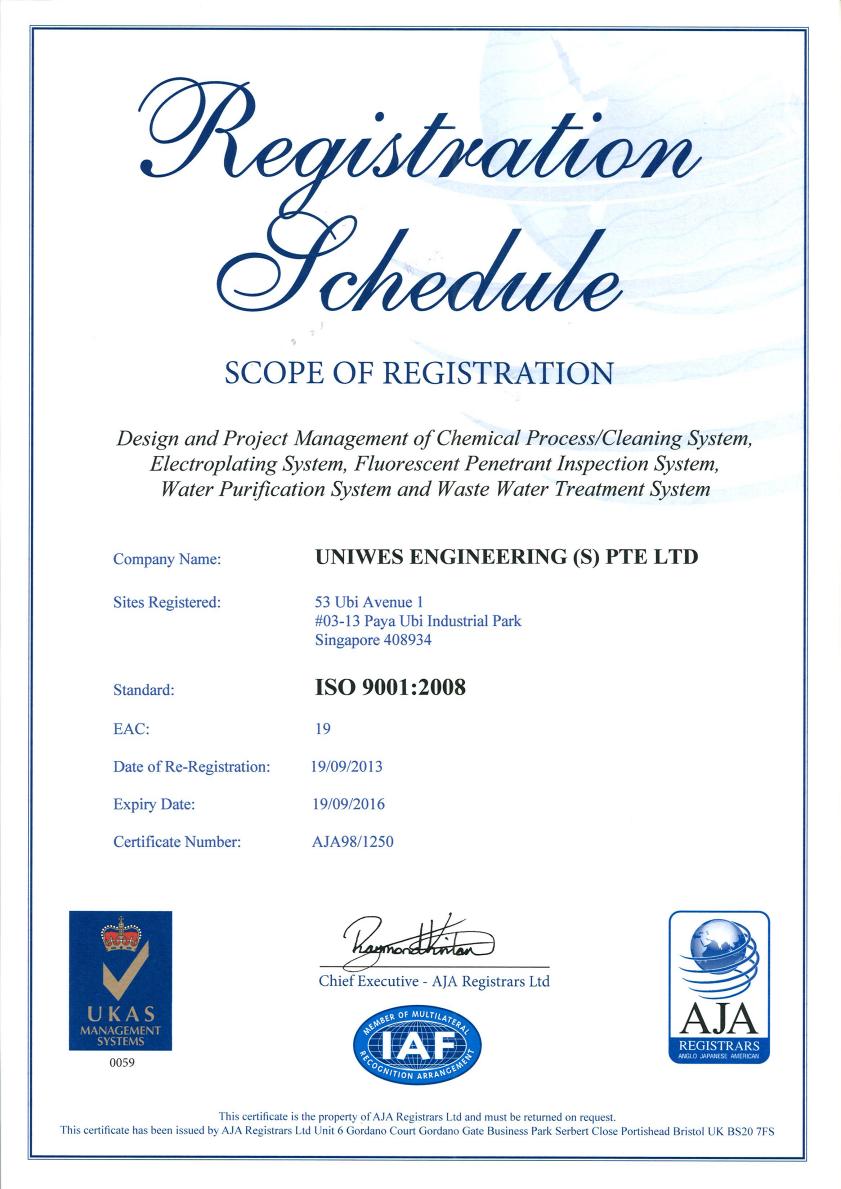 Registration
Schedule
SCOPE OF REGISTRATION
Design and Project Management of Chemical Process/Cleaning System,
Electroplating System, Fluorescent Penetrant Inspection System,
Water Purification System and Waste Water Treatment System
Company Name: UNIWES ENGINEERING (S) PTE LTD
Sites Registered: 53 Ubi Avenue 1
#03-13 Paya Ubi Industrial Park
Singapore 408934
Standard: ISO 9001:2008
EAC: 19
Date of Re-Registration: 19/09/2013
Expiry Date: 19/09/2016
Certificate Number: AJA98/1250
Chief Executive - AJA Registrars Ltd
UKAS
MANAGEMENT
SYSTEMS
0059
MEMBER OF MULTILATERAL
IAF
RECOGNITION ARRANGEMENT
AJA
REGISTRARS
ANGLO JAPANESE AMERICAN
This certificate is the property of AJA Registrars Ltd and must be returned on request.
This certificate has been issued by AJA Registrars Ltd Unit 6 Gordano Court Gordano Gate Business Park Serbert Close Portishead Bristol UK BS20 7FS